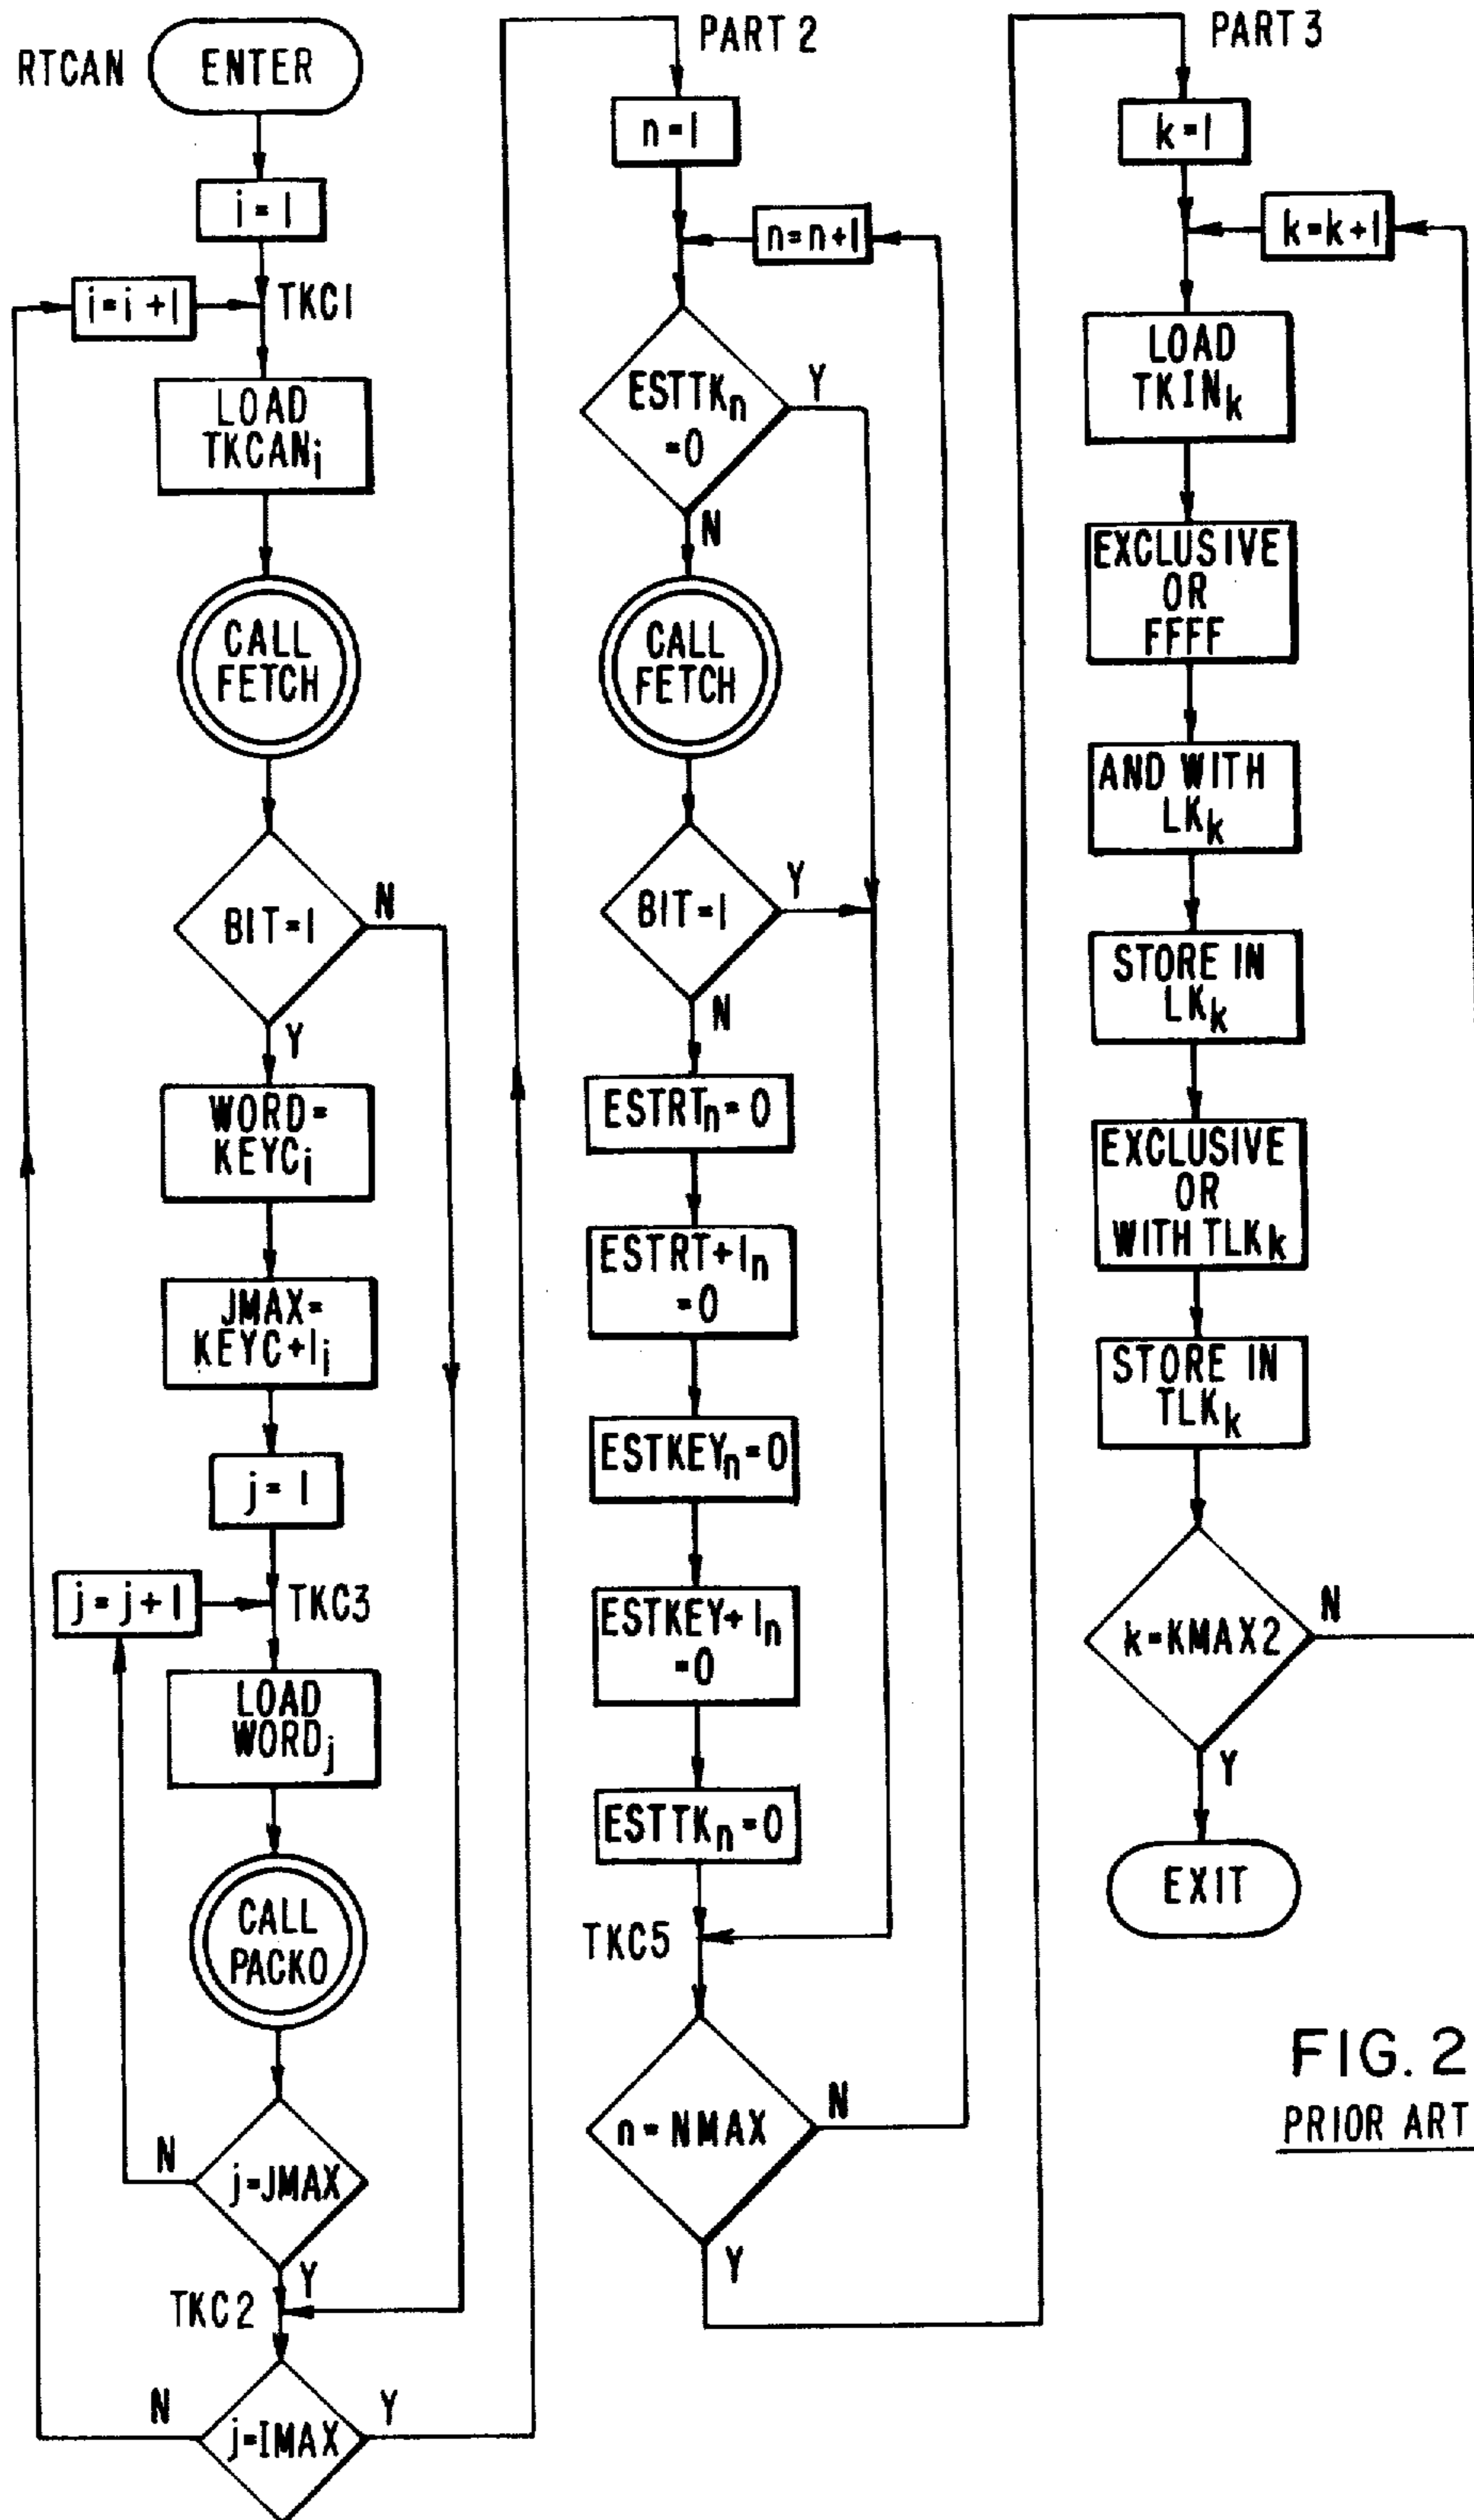 RTCAN
ENTER
i = 1
i=i+1
TKC1
LOAD
TKCANi
CALL
FETCH
BIT=1
N
Y
WORD=
KEYCi
JMAX=
KEYC+1i
j= 1
j= j+1
TKC3
LOAD
WORDj
CALL
PACKO
N
j=JMAX
Y
TKC2
N
j=IMAX
Y
PART 2
n=1
n=n+1
ESTTKn
=0
Y
N
CALL
FETCH
BIT=1
Y
N
ESTRTn=0
ESTRT+1n
=0
ESTKEYn=0
ESTKEY+1n
=0
ESTTKn=0
TKC5
n=NMAX
N
Y
PART 3
k=1
k=k+1
LOAD
TKINk
EXCLUSIVE
OR
FFFF
AND WITH
LKk
STORE IN
LKk
EXCLUSIVE
OR
WITH TLKk
STORE IN
TLKk
k=KMAX2
N
Y
EXIT
FIG. 2
PRIOR ART